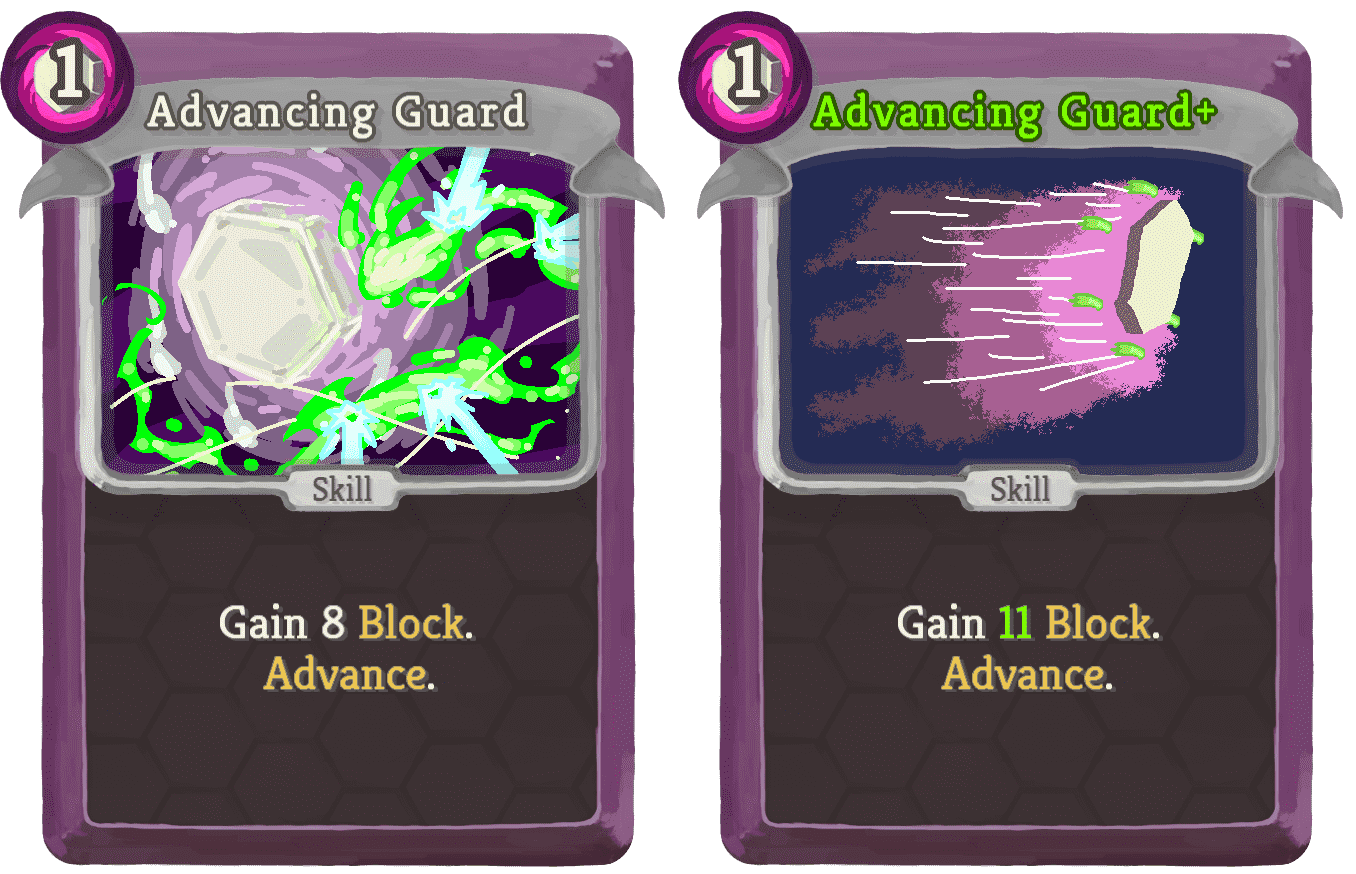 1
Advancing Guard
Skill
Gain 8 Block.
Advance.
1
Advancing Guard+
Skill
Gain 11 Block.
Advance.